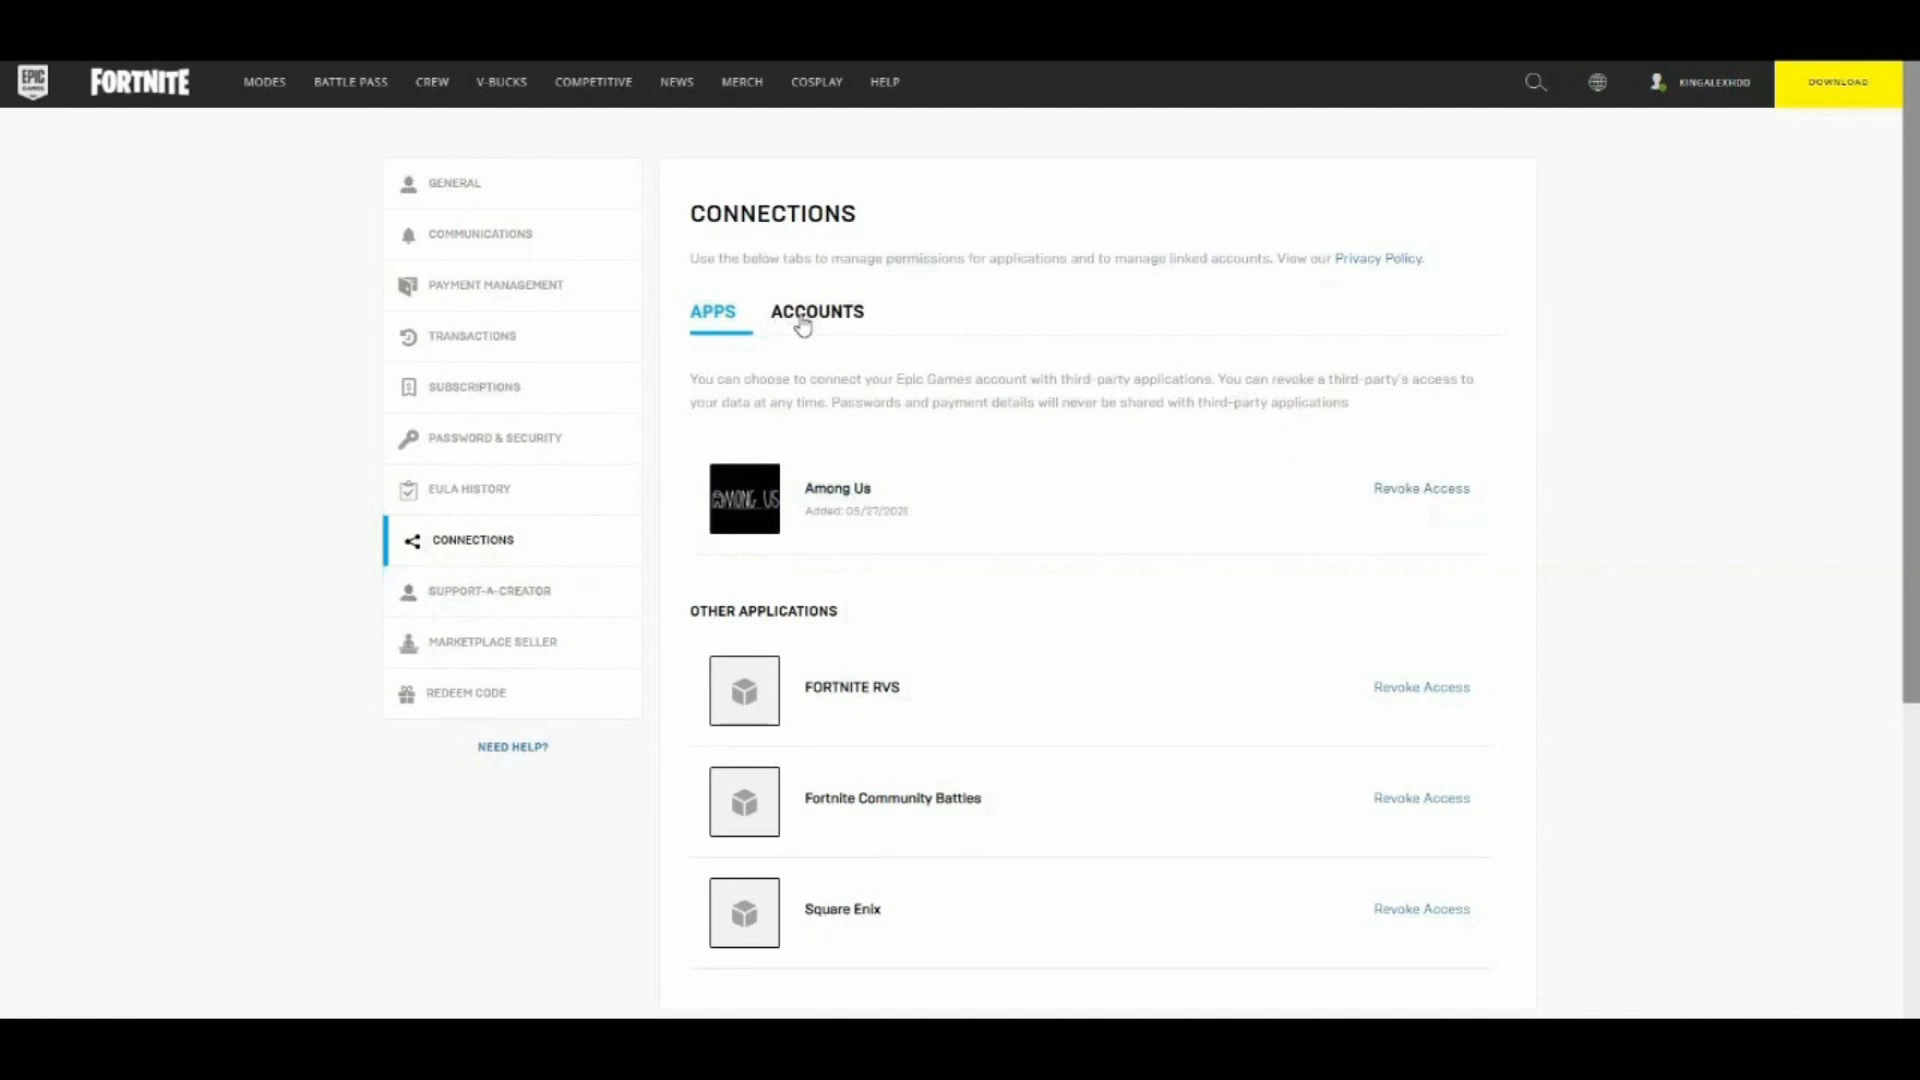 EPIC GAMES
FORTNITE
MODES
BATTLE PASS
CREW
V-BUCKS
COMPETITIVE
NEWS
MERCH
COSPLAY
HELP
KINGALEXHDD
DOWNLOAD
GENERAL
COMMUNICATIONS
PAYMENT MANAGEMENT
TRANSACTIONS
SUBSCRIPTIONS
PASSWORD & SECURITY
EULA HISTORY
CONNECTIONS
SUPPORT-A-CREATOR
MARKETPLACE SELLER
REDEEM CODE
NEED HELP?
CONNECTIONS
Use the below tabs to manage permissions for applications and to manage linked accounts. View our Privacy Policy.
APPS
ACCOUNTS
You can choose to connect your Epic Games account with third-party applications. You can revoke a third-party's access to
your data at any time. Passwords and payment details will never be shared with third-party applications
AMONG US
Among Us
Added: 05/27/2021
Revoke Access
OTHER APPLICATIONS
FORTNITE RVS
Revoke Access
Fortnite Community Battles
Revoke Access
Square Enix
Revoke Access